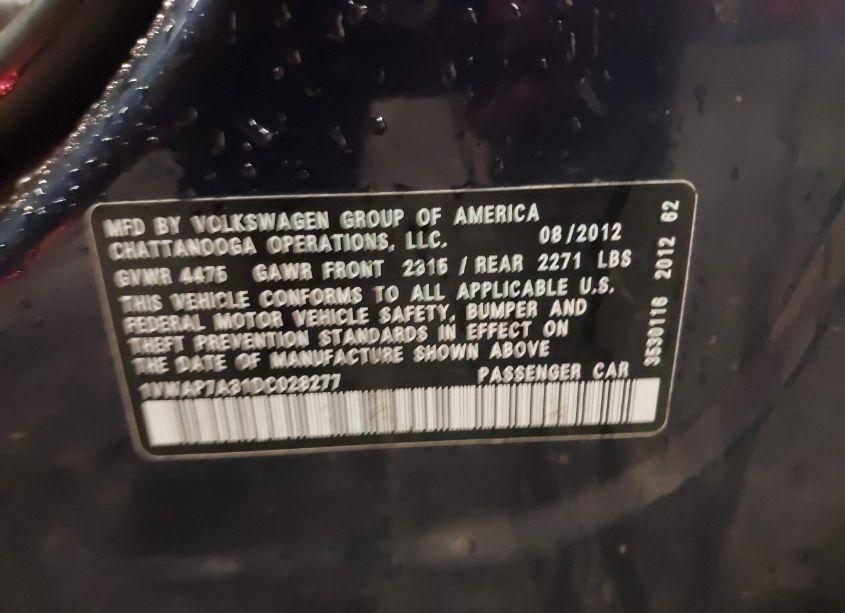 MFD BY VOLKSWAGEN GROUP OF AMERICA
CHATTANOOGA OPERATIONS, LLC. 08/2012
GVWR 4475 GAWR FRONT 2315 / REAR 2271 LBS
THIS VEHICLE CONFORMS TO ALL APPLICABLE U.S.
FEDERAL MOTOR VEHICLE SAFETY, BUMPER AND
THEFT PREVENTION STANDARDS IN EFFECT ON
THE DATE OF MANUFACTURE SHOWN ABOVE
1VWAP7A31DC028277 PASSENGER CAR
3530116 2012 62